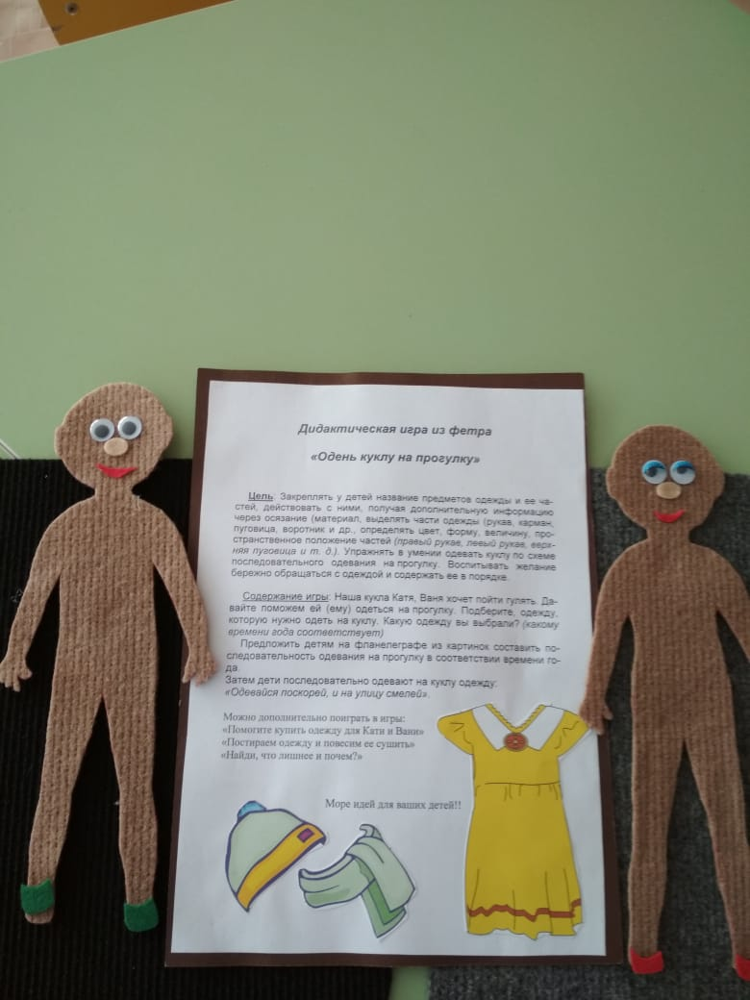 Дидактическая игра из фетра
«Одень куклу на прогулку»
Цель: Закреплять у детей название предметов одежды и ее ча-
стей, действовать с ними, получая дополнительную информацию
через осязание (материал, выделять части одежды (рукав, карман,
пуговица, воротник и др., определять цвет, форму, величину, про-
странственное положение частей (правый рукав, левый рукав, верх-
няя пуговица и т. д.). Упражнять в умении одевать куклу по схеме
последовательного одевания на прогулку. Воспитывать желание
бережно обращаться с одеждой и содержать ее в порядке.
Содержание игры: Наша кукла Катя, Ваня хочет пойти гулять. Да-
вайте поможем ей (ему) одеться на прогулку. Подберите, одежду,
которую нужно одеть на куклу. Какую одежду вы выбрали? (какому
времени года соответствует)
Предложить детям на фланелеграфе из картинок составить по-
следовательность одевания на прогулку в соответствии времени го-
да.
Затем дети последовательно одевают на куклу одежду:
«Одевайся поскорей, и на улицу смелей».
Можно дополнительно поиграть в игры:
«Помогите купить одежду для Кати и Вани»
«Постираем одежду и повесим ее сушить»
«Найди, что лишнее и почем?»
Море идей для ваших детей!!